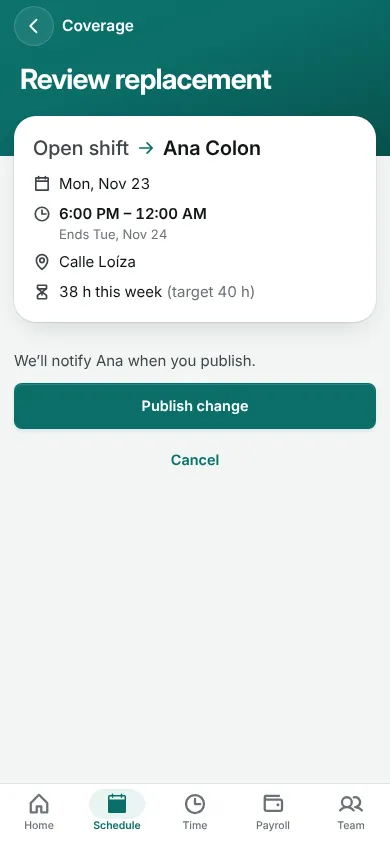 Coverage
Review replacement
Open shift → Ana Colon
Mon, Nov 23
6:00 PM – 12:00 AM
Ends Tue, Nov 24
Calle Loíza
38 h this week (target 40 h)
We’ll notify Ana when you publish.
Publish change
Cancel
Home Schedule Time Payroll Team